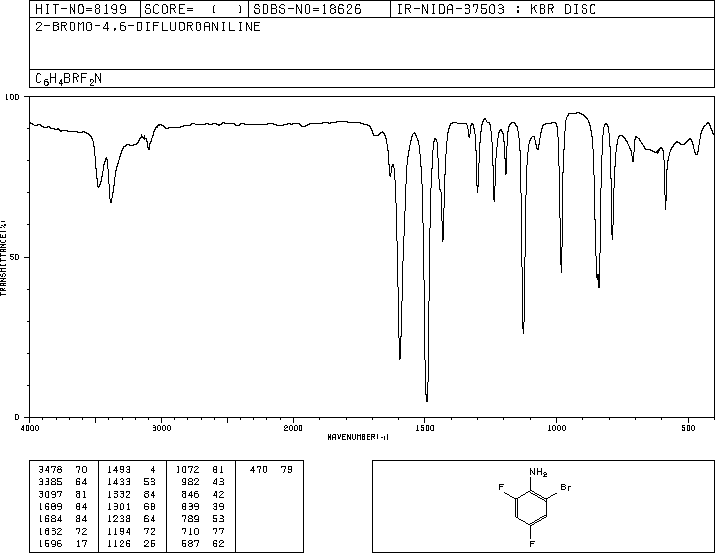 HIT-NO=8199 SCORE= ( ) SDBS-NO=18626 IR-NIDA-37503 : KBR DISC
2-BROMO-4,6-DIFLUOROANILINE
C6H4BRF2N
100
50
0
TRANSMITTANCE(%)
4000 3000 2000 1500 1000 500
WAVENUMBER(-1)
3478 70 1493 4 1072 81 470 79
3385 64 1433 53 982 43
3097 81 1332 84 846 42
1689 84 1301 68 839 39
1684 84 1238 64 789 53
1632 72 1194 72 710 77
1596 17 1126 25 587 62
NH2
F Br
F